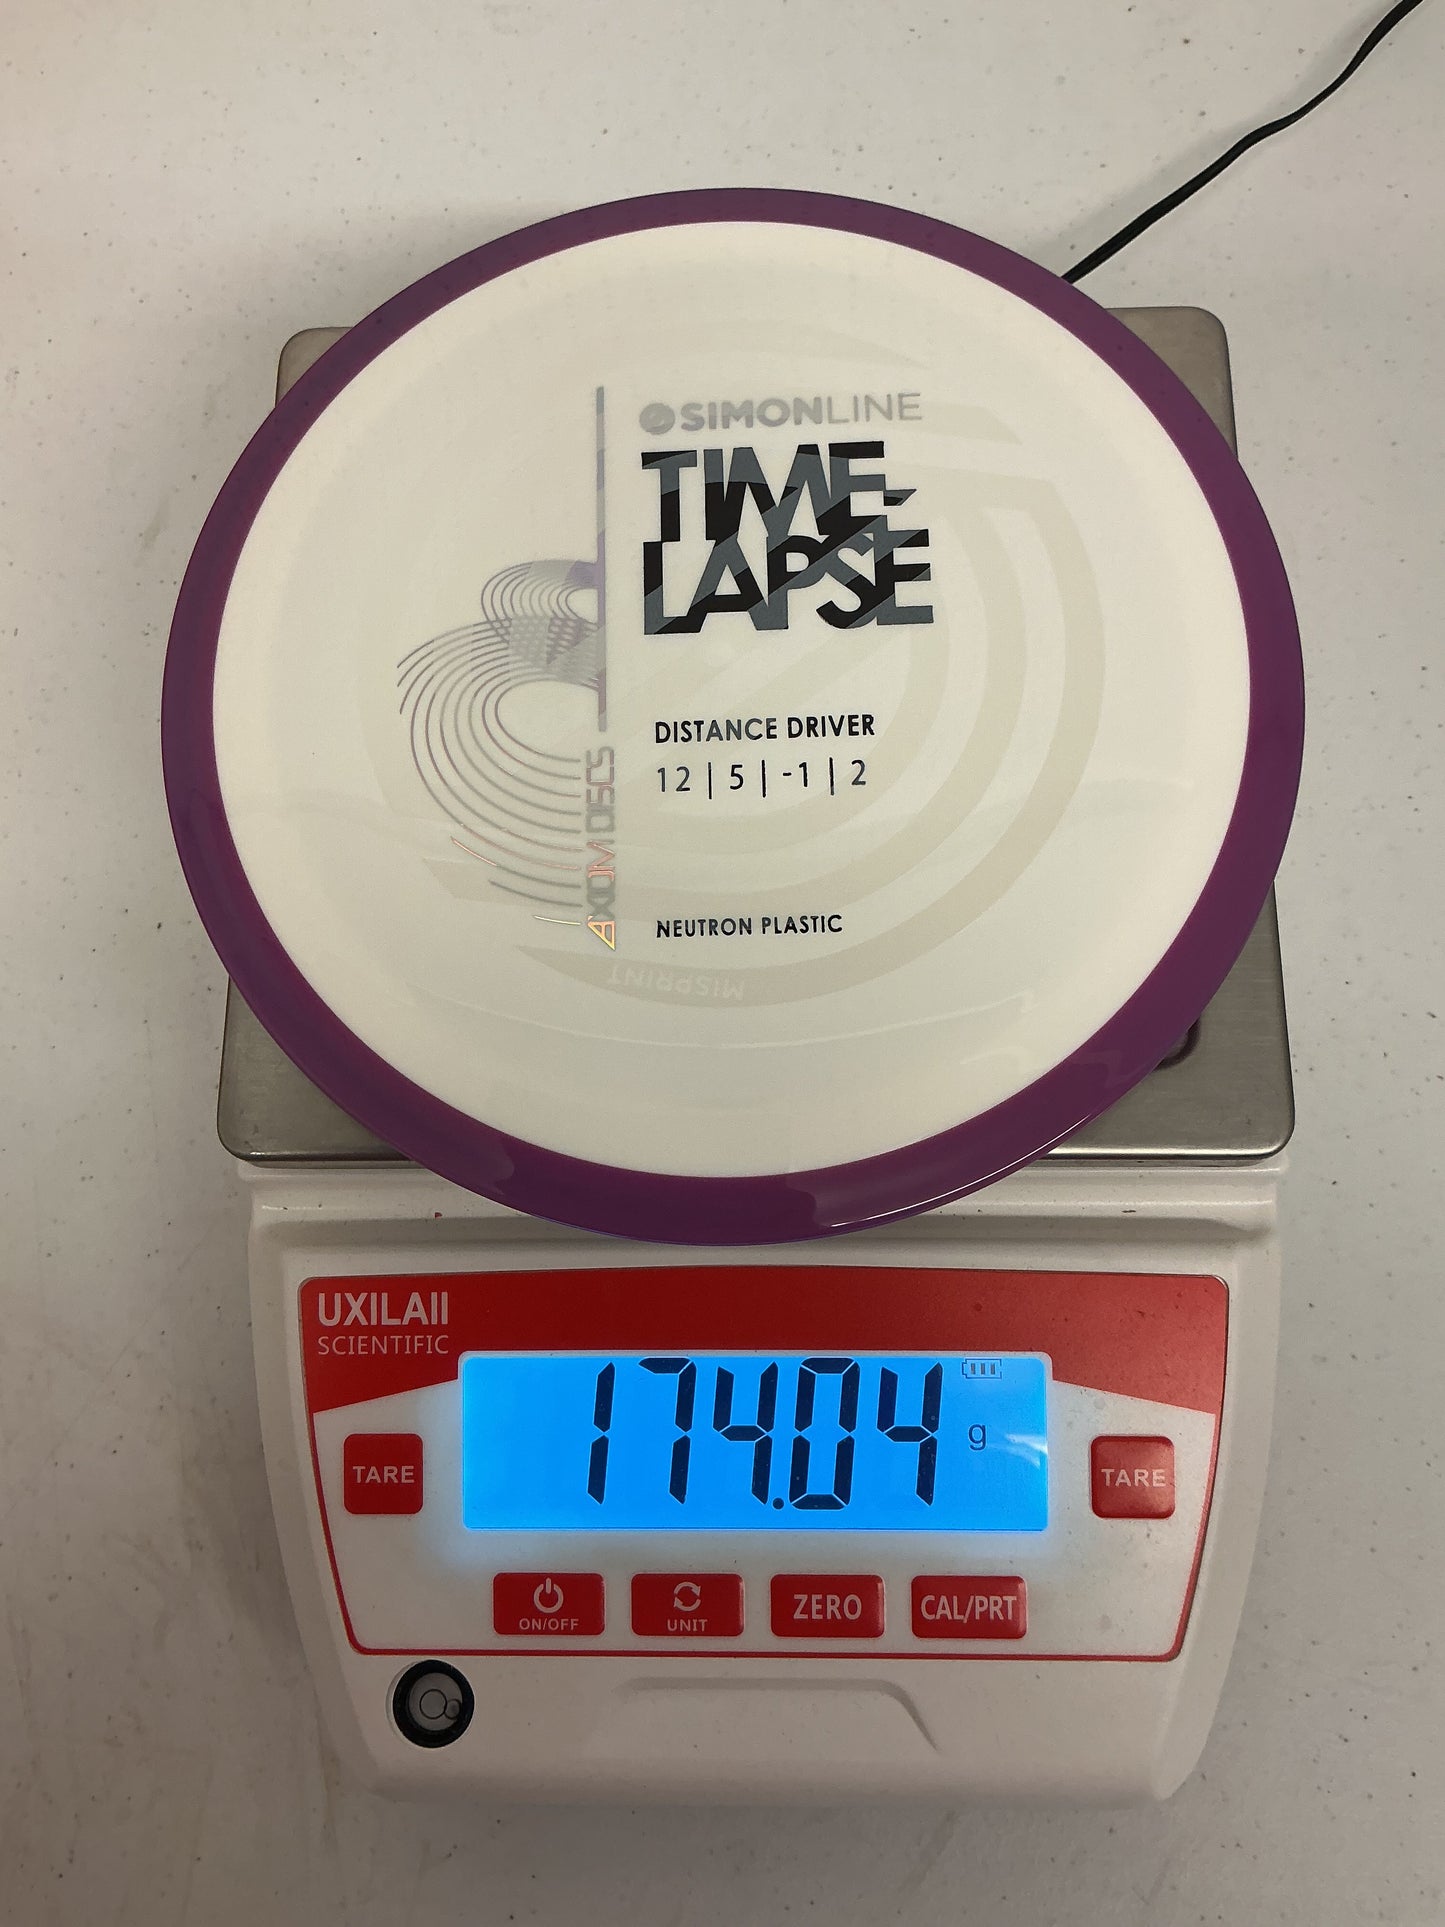 SIMONLINE
TIME-
LAPSE
DISTANCE DRIVER
12 | 5 | -1 | 2
AXIOM DISCS
NEUTRON PLASTIC
MISPRINT
UXILAII
SCIENTIFIC
174.04 g
TARE
TARE
ON/OFF
UNIT
ZERO
CAL/PRT